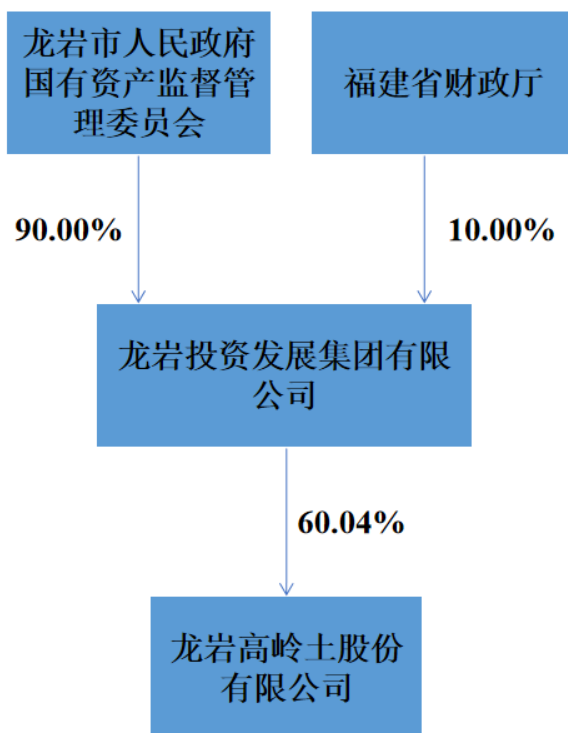 龙岩市人民政府
国有资产监督管
理委员会
福建省财政厅
90.00%
10.00%
龙岩投资发展集团有限
公司
60.04%
龙岩高岭土股份
有限公司